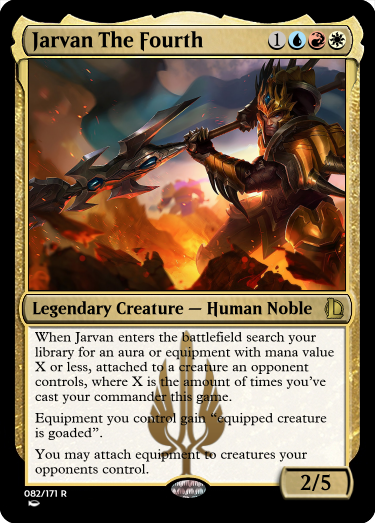 Jarvan The Fourth 1
Legendary Creature — Human Noble
When Jarvan enters the battlefield search your
library for an aura or equipment with mana value
X or less, attached to a creature an opponent
controls, where X is the amount of times you've
cast your commander this game.
Equipment you control gain "equipped creature
is goaded".
You may attach equipment to creatures your
opponents control.
2/5
082/171 R